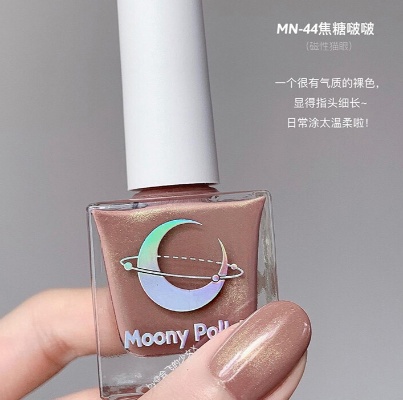 MN-44焦糖啵啵
(磁性猫眼)
一个很有气质的裸色，
显得指头细长~
日常涂太温柔啦！
Moony Pol